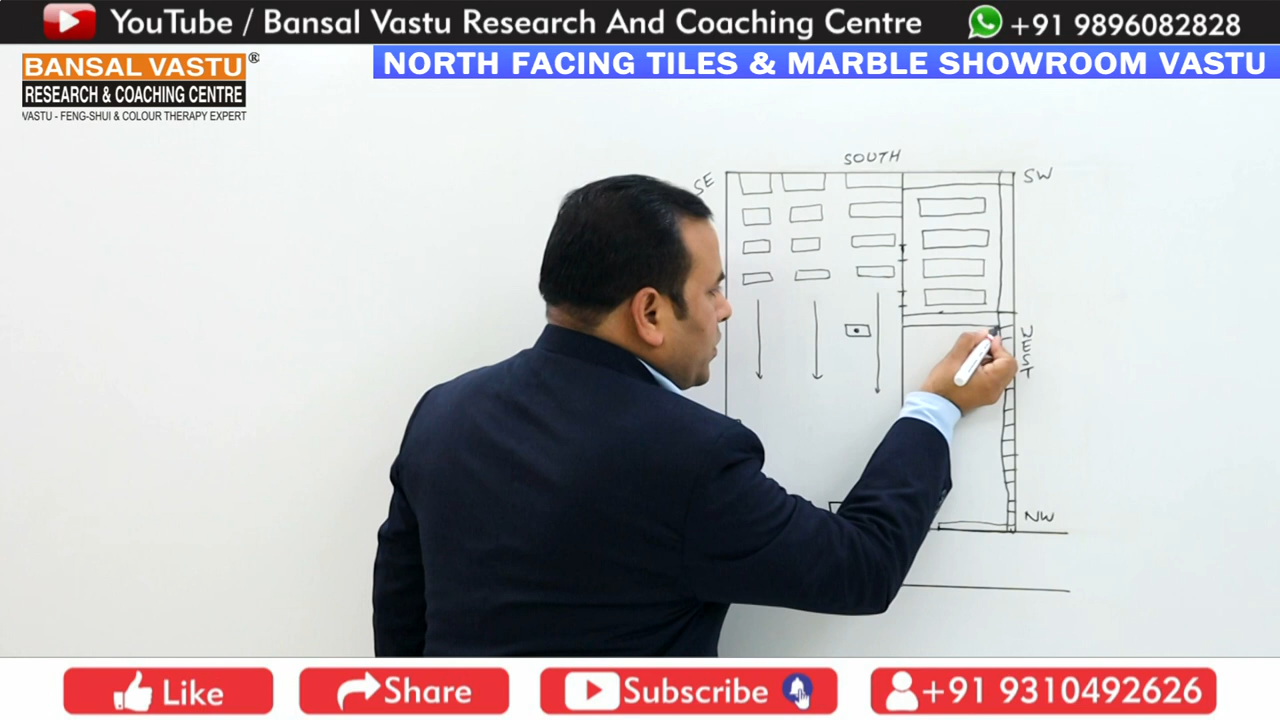 YouTube / Bansal Vastu Research And Coaching Centre
+91 9896082828
BANSAL VASTU®
RESEARCH & COACHING CENTRE
VASTU - FENG-SHUI & COLOUR THERAPY EXPERT
NORTH FACING TILES & MARBLE SHOWROOM VASTU
SOUTH
SE
SW
WEST
NW
Like
Share
Subscribe
+91 9310492626